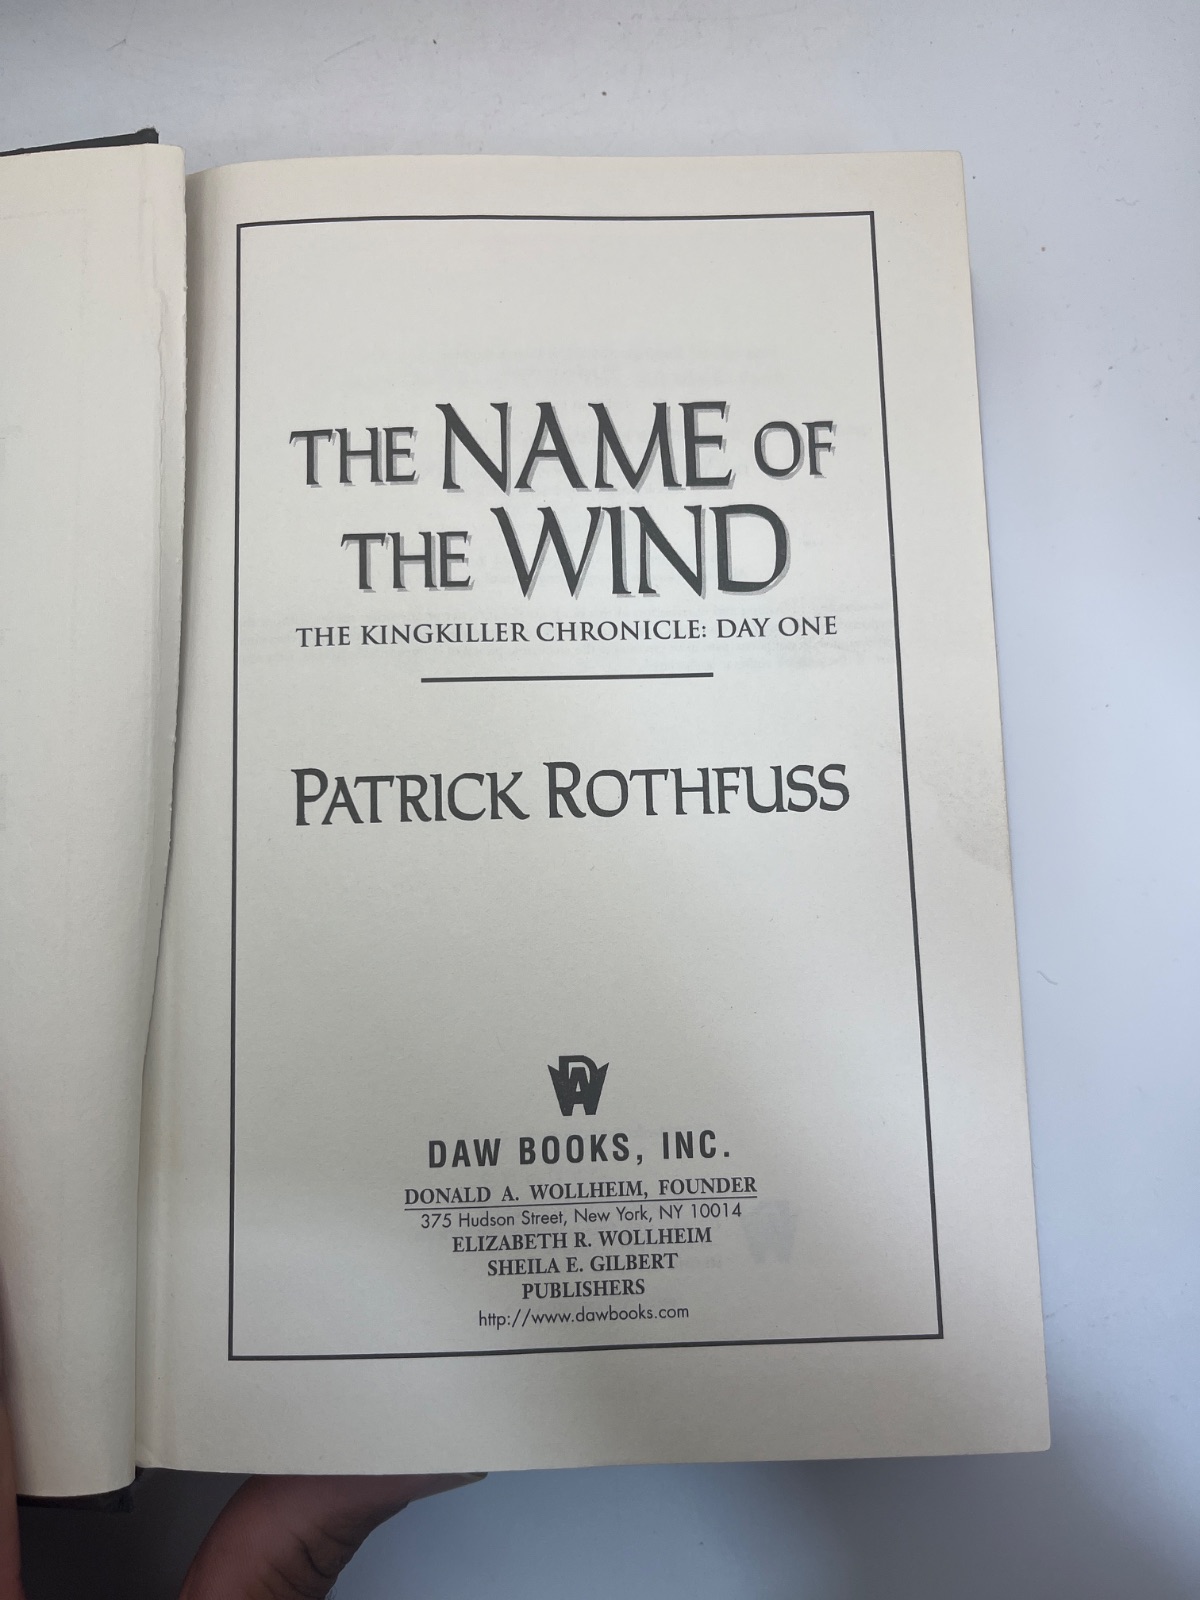 THE NAME OF
THE WIND
THE KINGKILLER CHRONICLE: DAY ONE
PATRICK ROTHFUSS
DAW
DAW BOOKS, INC.
DONALD A. WOLLHEIM, FOUNDER
375 Hudson Street, New York, NY 10014
ELIZABETH R. WOLLHEIM
SHEILA E. GILBERT
PUBLISHERS
http://www.dawbooks.com